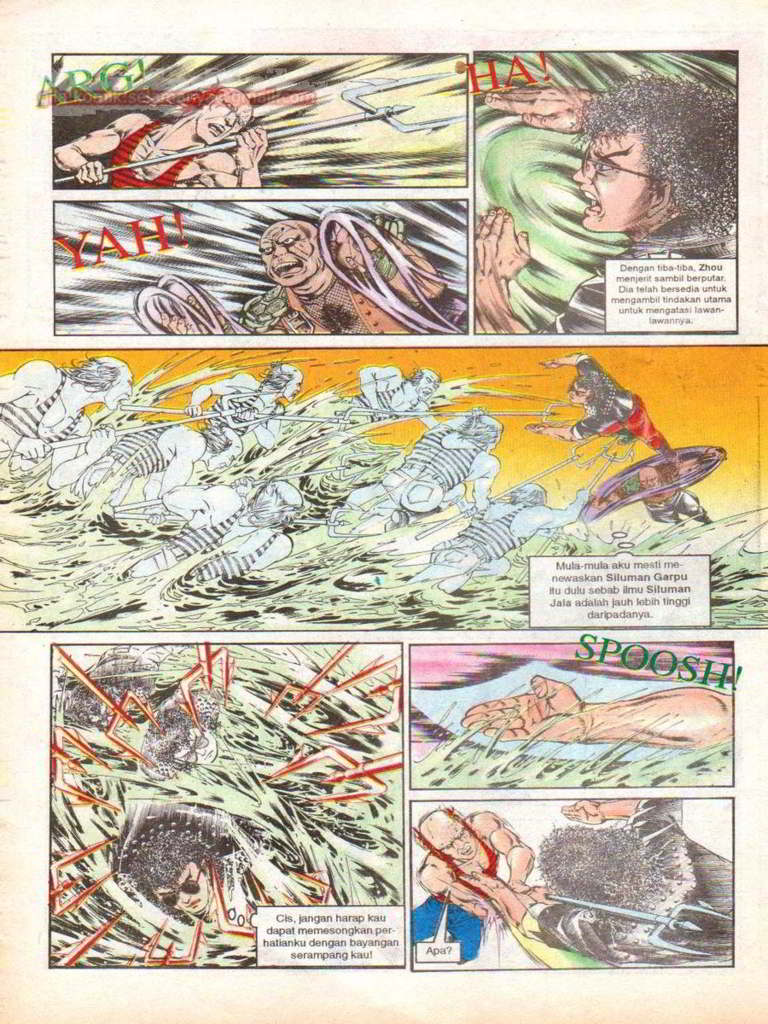 ARG!
HA!
YAH!
Dengan tiba-tiba, Zhou
menjerit sambil berputar.
Dia telah bersedia untuk
mengambil tindakan utama
untuk mengatasi lawan-
lawannya.
Mula-mula aku mesti me-
newaskan Siluman Garpu
itu dulu sebab ilmu Siluman
Jala adalah jauh lebih tinggi
daripadanya.
SPOOSH!
Cis, jangan harap kau
dapat memesongkan per-
hatianku dengan bayangan
serampang kau!
Apa?